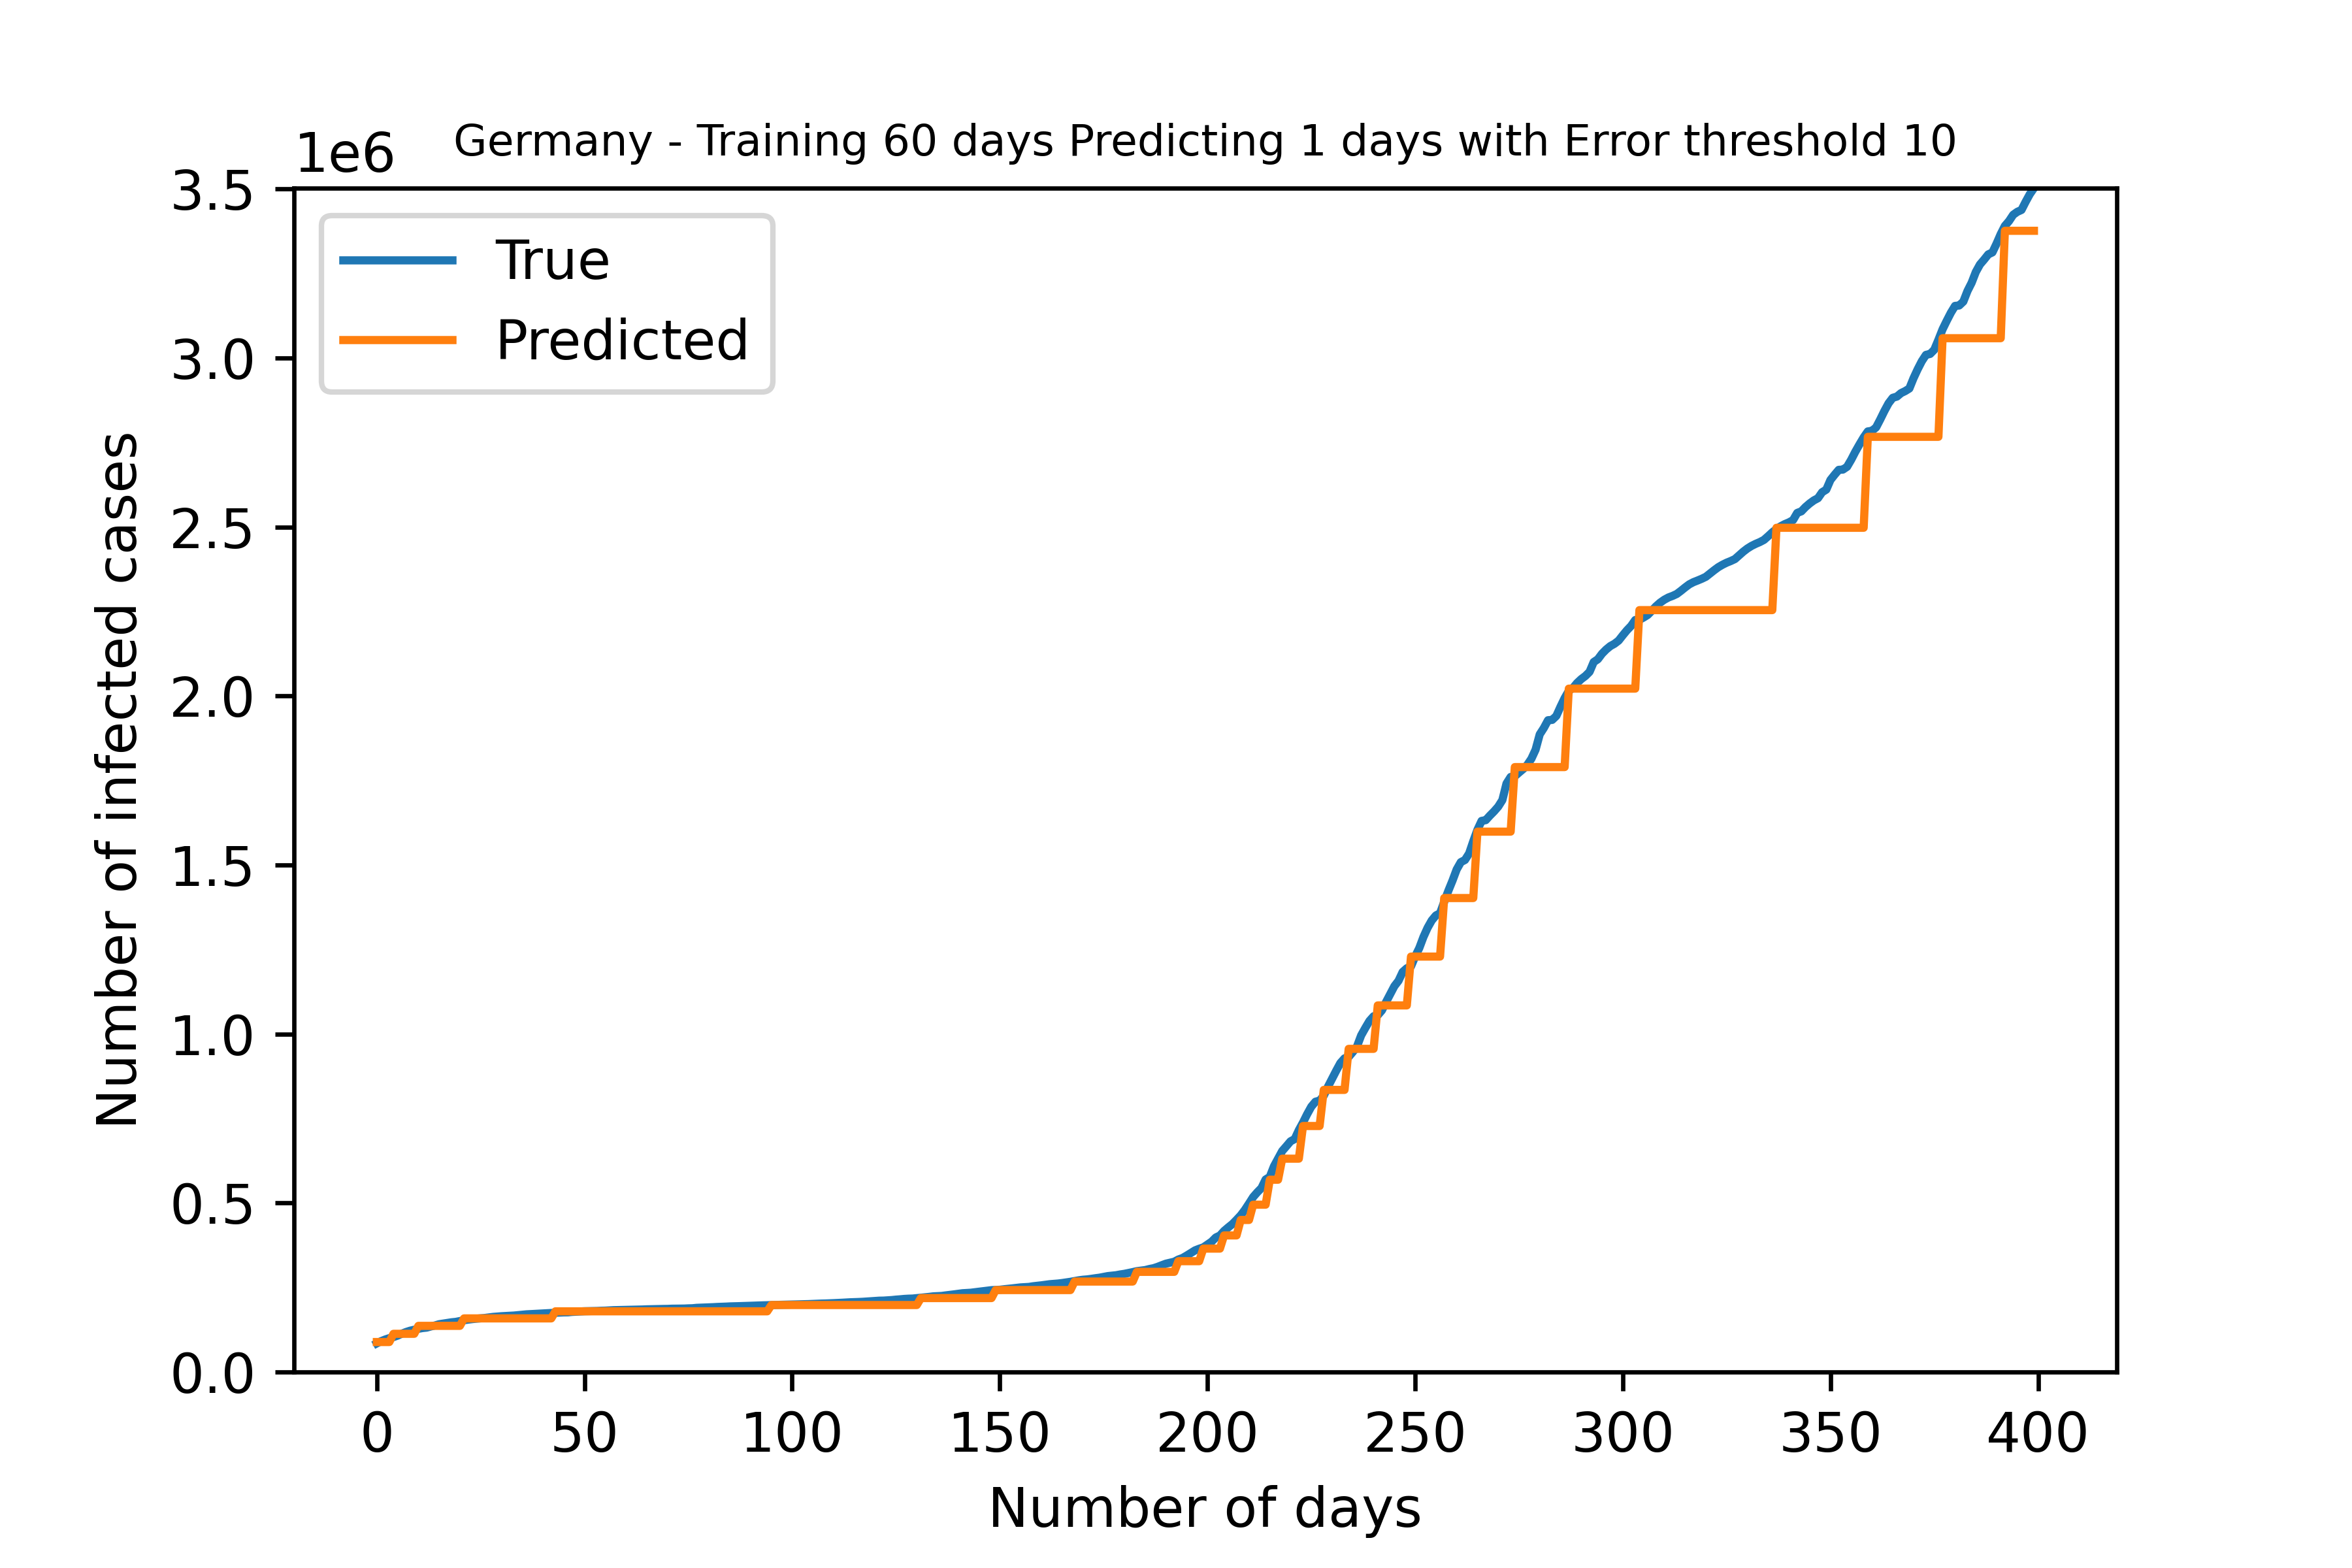 Germany - Training 60 days Predicting 1 days with Error threshold 10
1e6
3.5
3.0
2.5
2.0
1.5
1.0
0.5
0.0
Number of infected cases
True
Predicted
0 50 100 150 200 250 300 350 400
Number of days